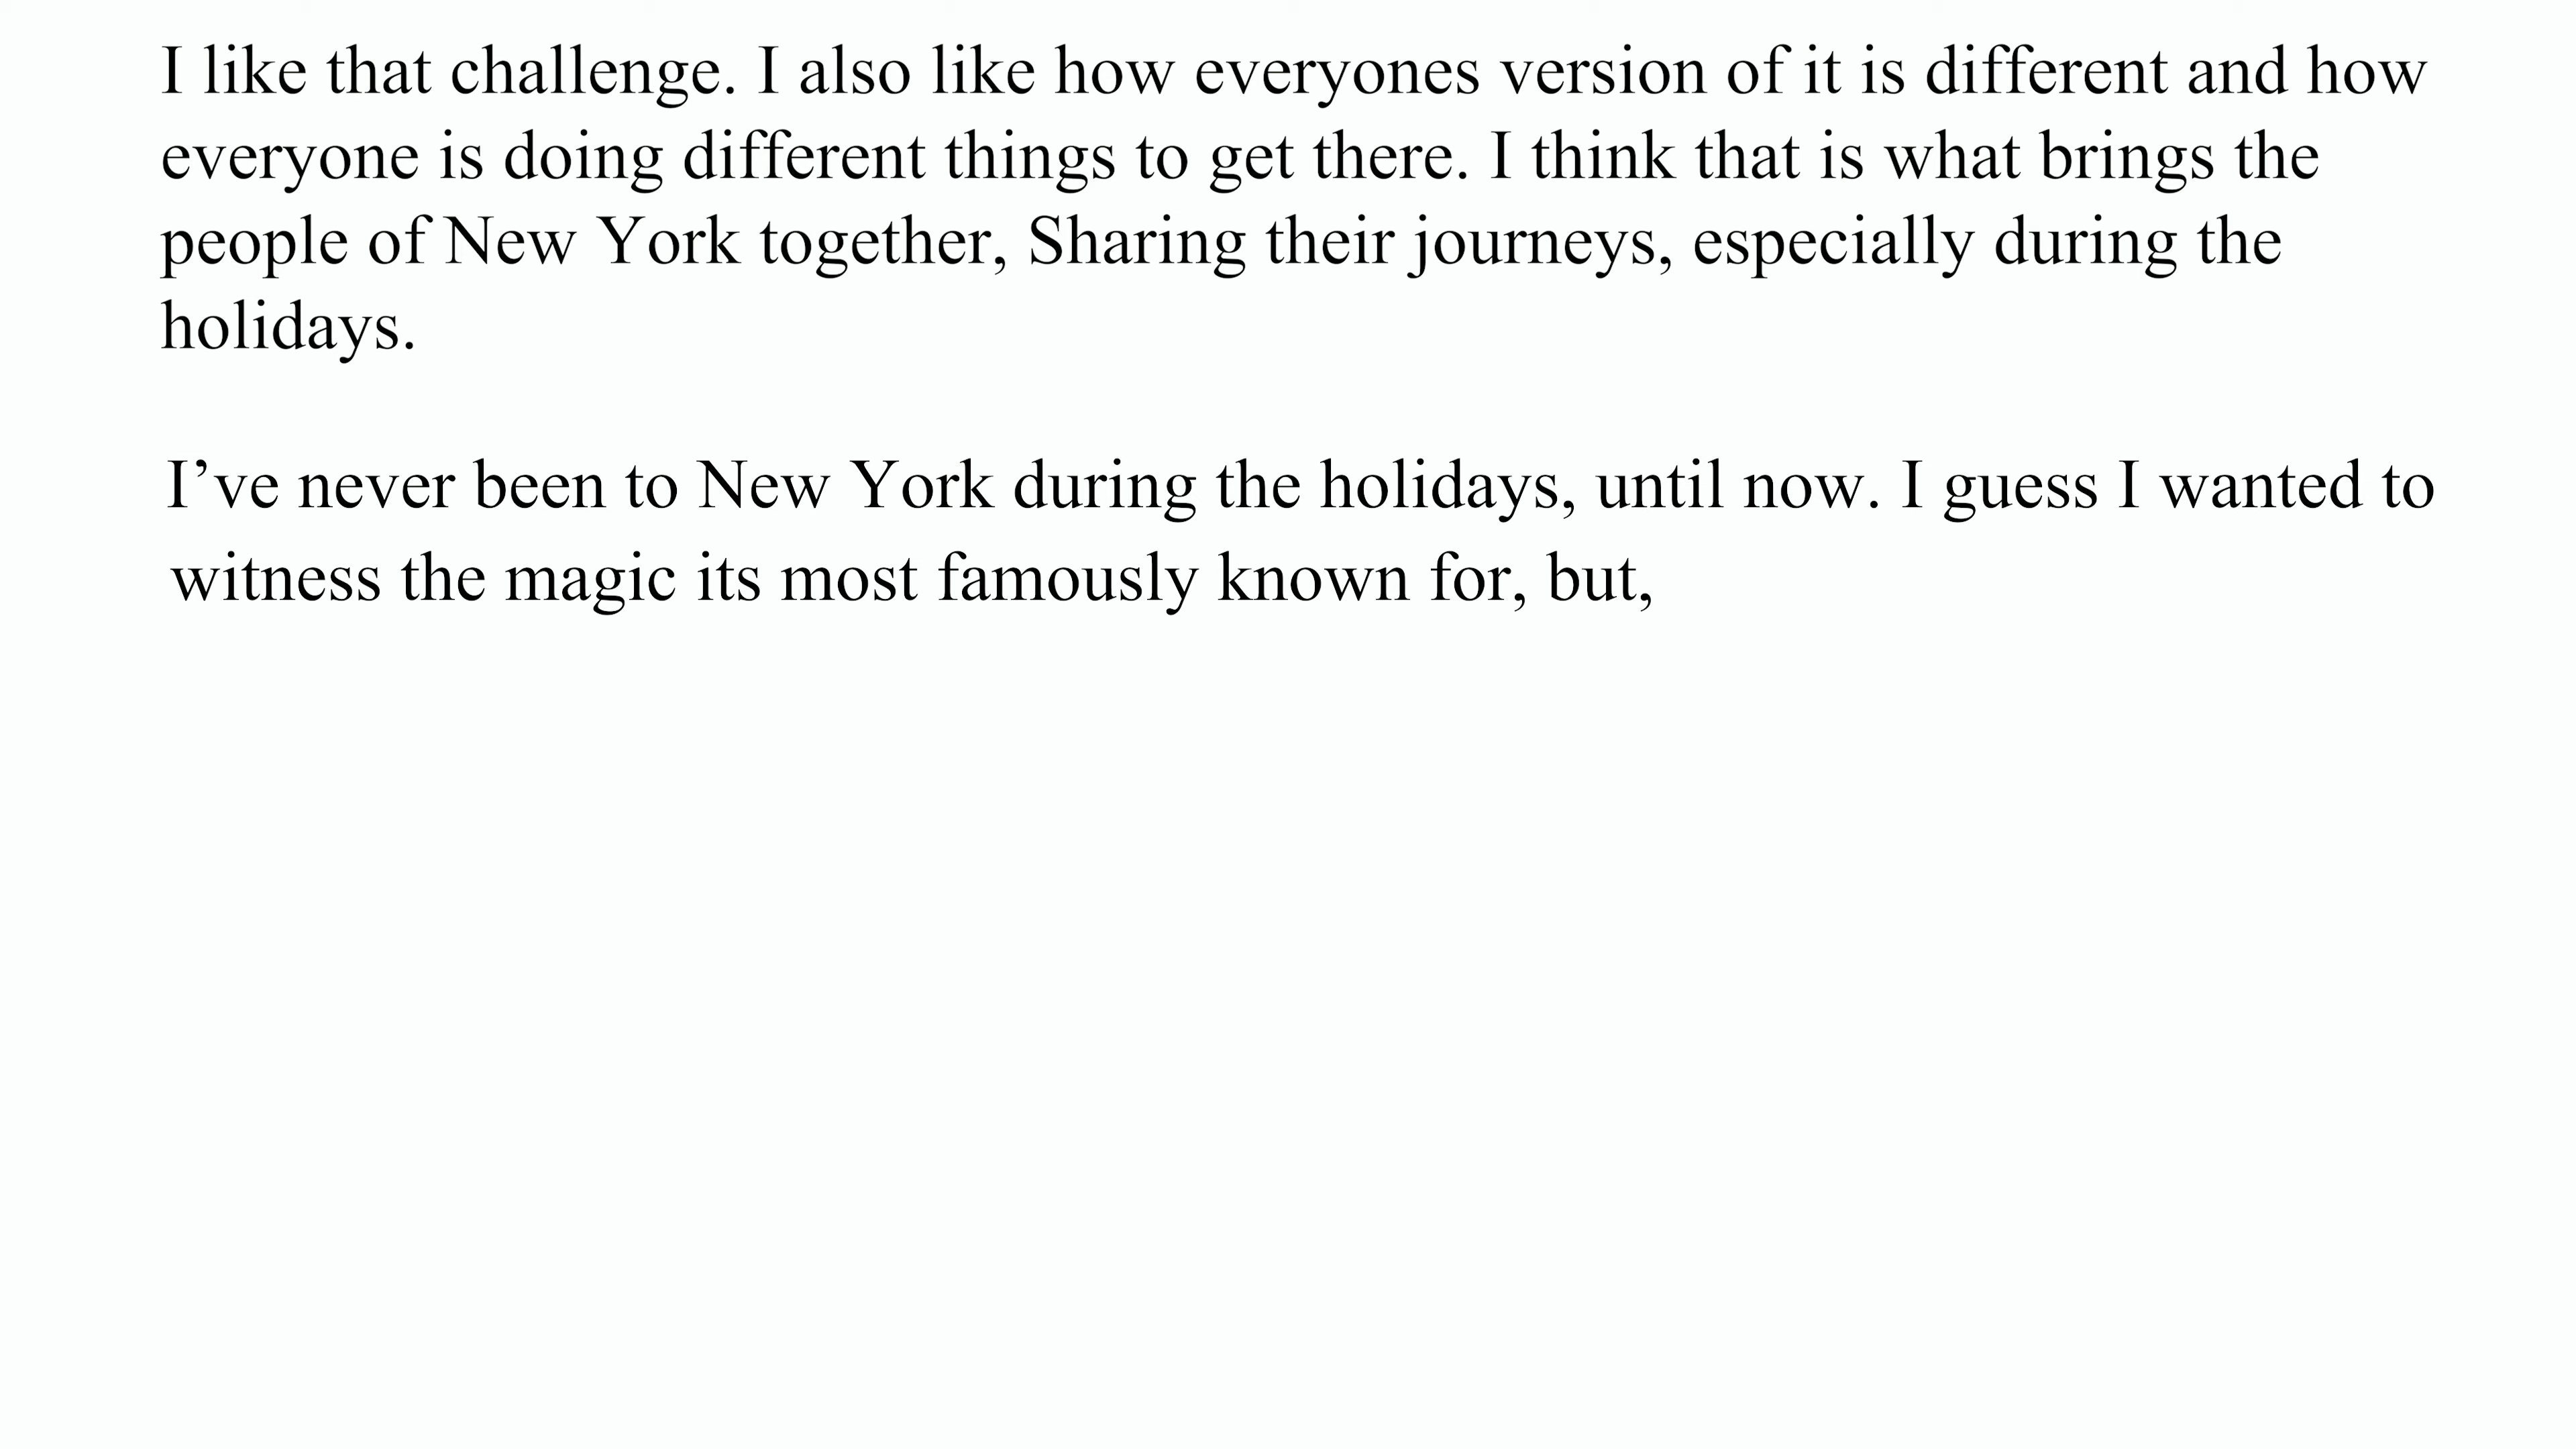 I like that challenge. I also like how everyones version of it is different and how
everyone is doing different things to get there. I think that is what brings the
people of New York together, Sharing their journeys, especially during the
holidays.
I’ve never been to New York during the holidays, until now. I guess I wanted to
witness the magic its most famously known for, but,